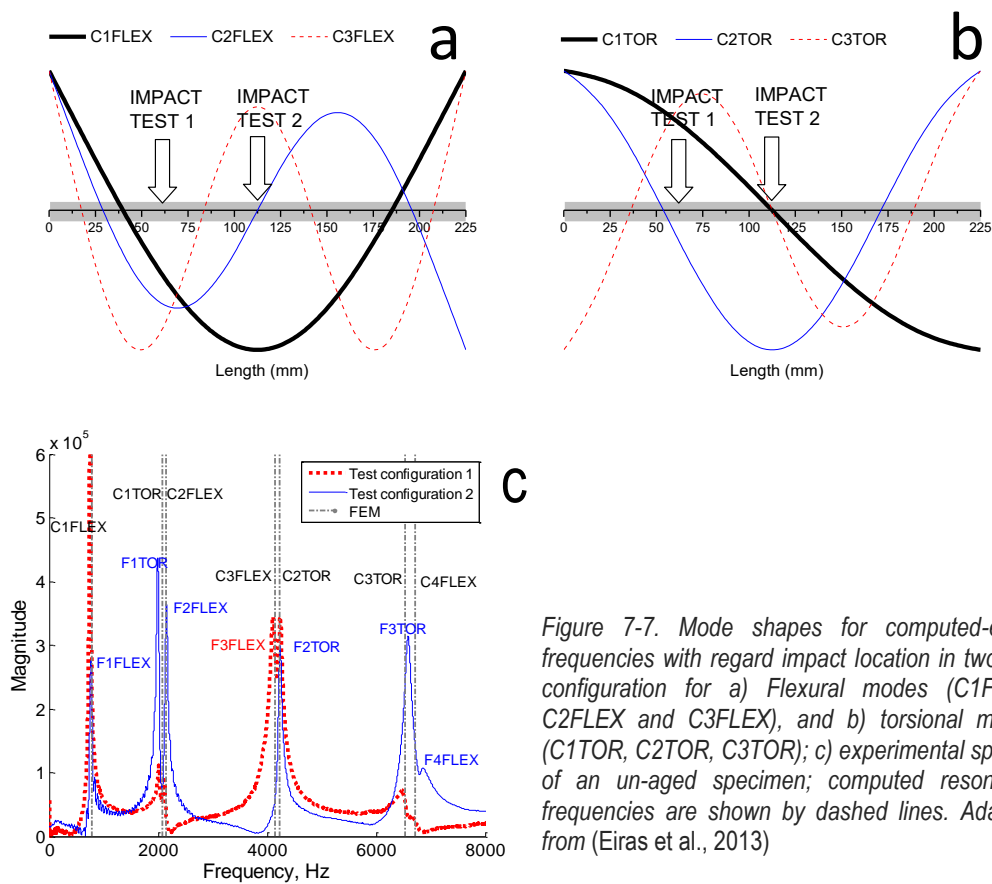 C1FLEX C2FLEX C3FLEX
a
IMPACT
TEST 1
IMPACT
TEST 2
0 25 50 75 100 125 150 175 200 225
Length (mm)
C1TOR C2TOR C3TOR
b
IMPACT
TEST 1
IMPACT
TEST 2
0 25 50 75 100 125 150 175 200 225
Length (mm)
x 10^5
c
6
5
4
3
2
1
0
Magnitude
Test configuration 1
Test configuration 2
FEM
C1TOR C2FLEX
C1FLEX
F1TOR
C3FLEX C2TOR
C3TOR
C4FLEX
F2FLEX
F3FLEX
F2TOR
F3TOR
F1FLEX
F4FLEX
0 2000 4000 6000 8000
Frequency, Hz
Figure 7-7. Mode shapes for computed-
frequencies with regard impact location in two
configuration for a) Flexural modes
C2FLEX and C3FLEX), and b) torsional
(C1TOR, C2TOR, C3TOR); c) experimental
of an un-aged specimen; computed
frequencies are shown by dashed lines.
from (Eiras et al., 2013)